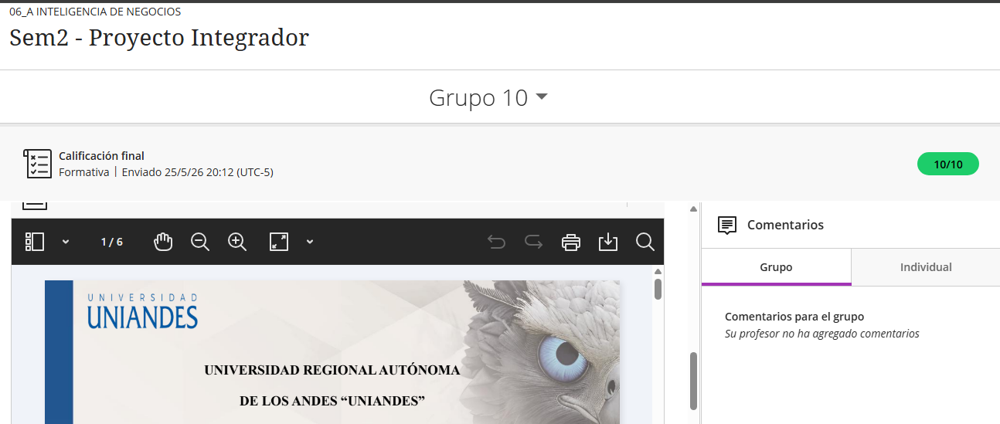 06_A INTELIGENCIA DE NEGOCIOS
Sem2 - Proyecto Integrador
Grupo 10
Calificación final
Formativa | Enviado 25/5/26 20:12 (UTC-5)
10/10
1 / 6
Comentarios
Grupo
Individual
Comentarios para el grupo
Su profesor no ha agregado comentarios
UNIVERSIDAD
UNIANDES
UNIVERSIDAD REGIONAL AUTÓNOMA
DE LOS ANDES “UNIANDES”